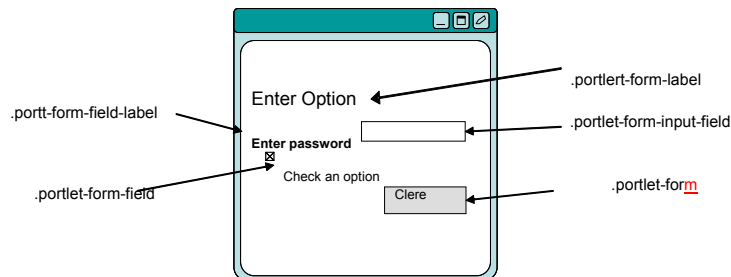 .portlert-form-label
Enter Option
.portt-form-field-label
.portlet-form-input-field
Enter password
Check an option
.portlet-form-field
Clere
.portlet-form